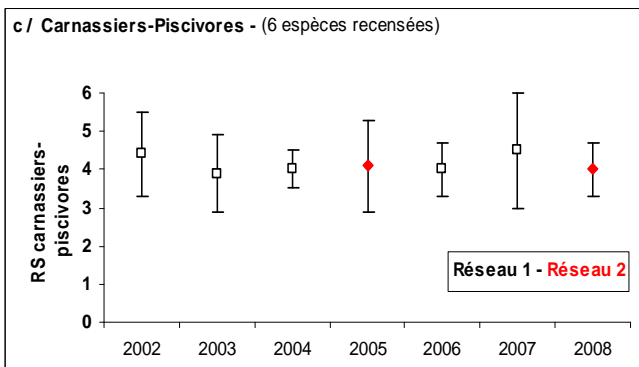 c / Carnassiers-Piscivores - (6 espèces recensées)
6
5
4
3
2
1
0
RS carnassiers-
piscivores
Réseau 1 - Réseau 2
2002 2003 2004 2005 2006 2007 2008